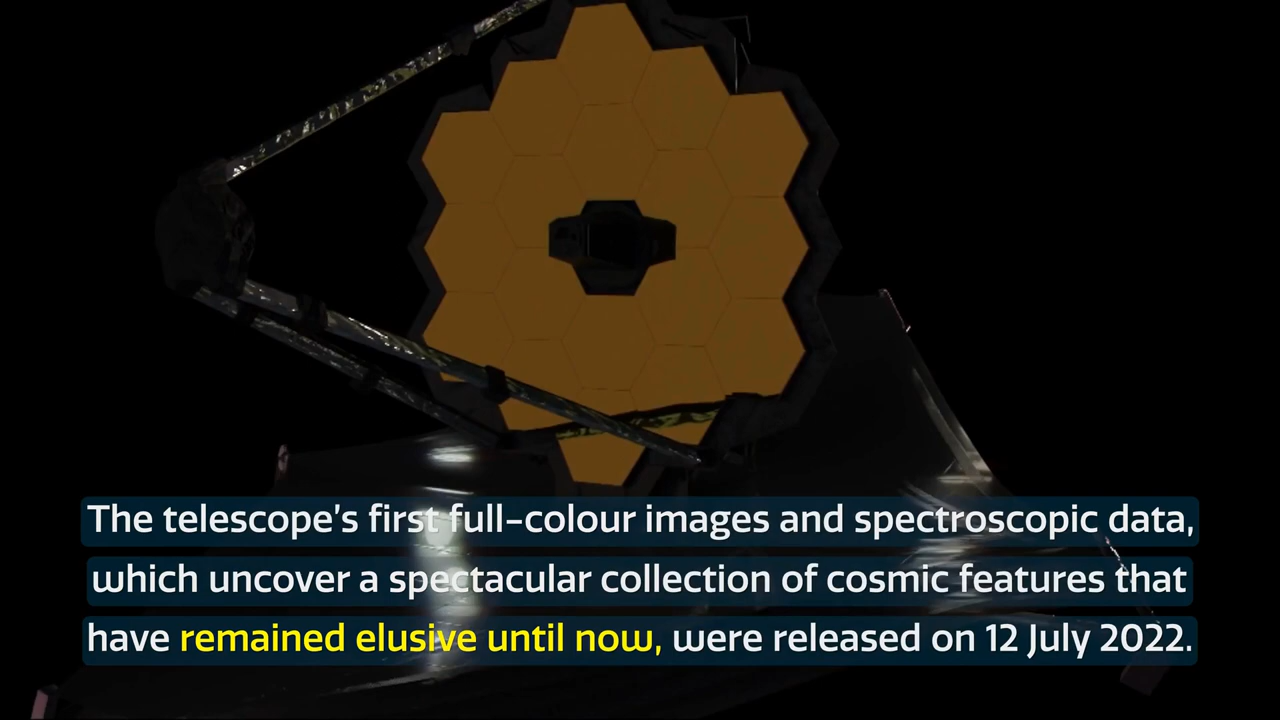 The telescope's first full-colour images and spectroscopic data,
which uncover a spectacular collection of cosmic features that
have remained elusive until now, were released on 12 July 2022.